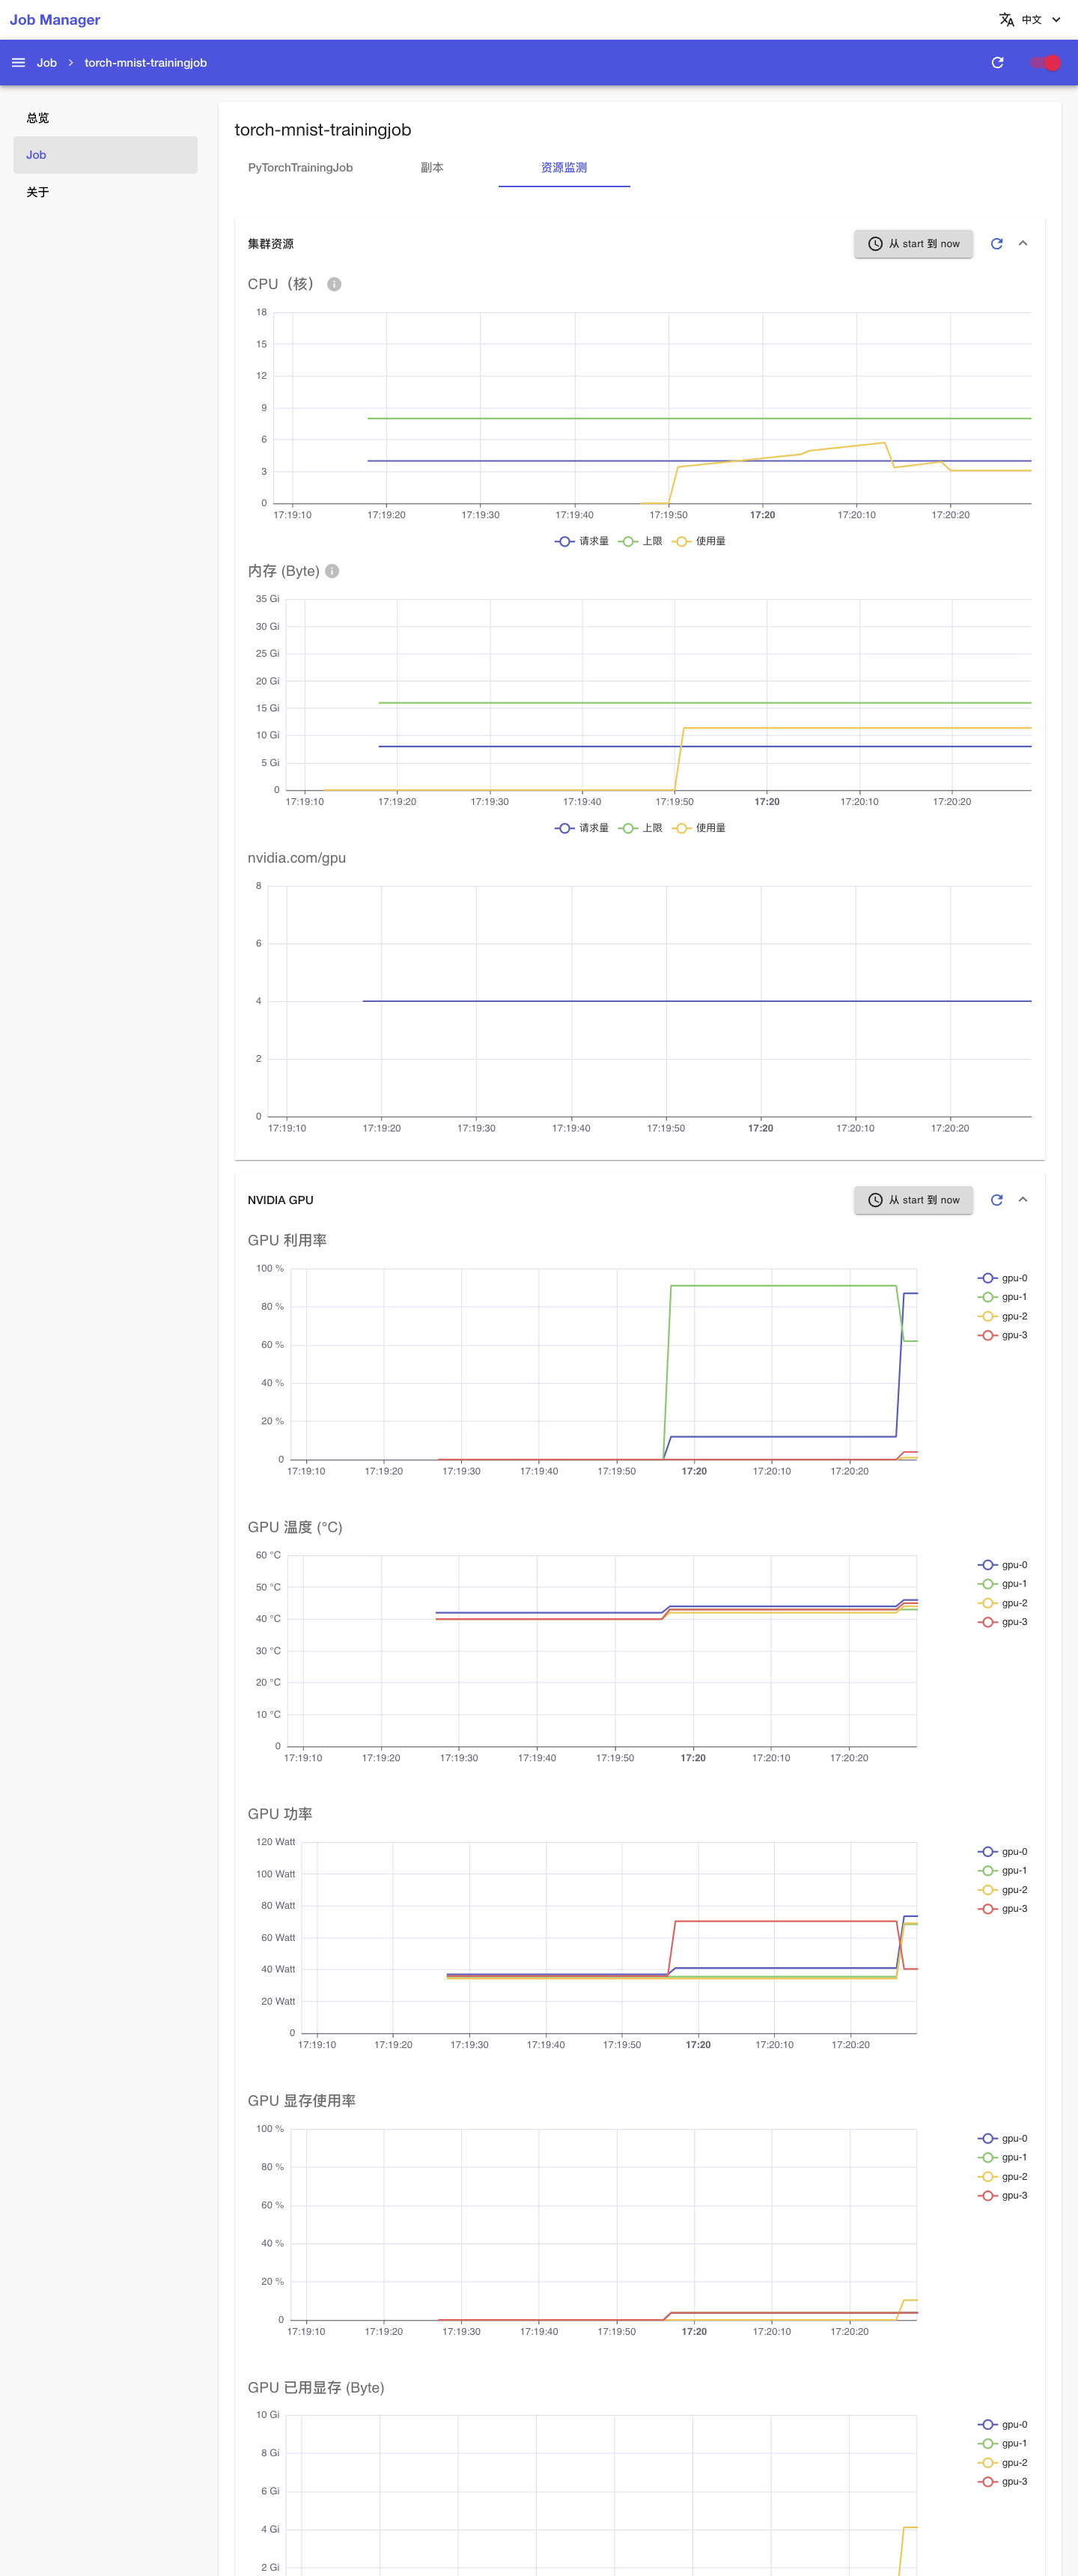 Job Manager
中文
Job
torch-mnist-trainingjob
总览
Job
关于
torch-mnist-trainingjob
PyTorchTrainingJob 副本 资源监测
集群资源
从 start 到 now
CPU（核）
18
15
12
9
6
3
0
17:19:10 17:19:20 17:19:30 17:19:40 17:19:50 17:20 17:20:10 17:20:20
请求量 上限 使用量
内存 (Byte)
35 Gi
30 Gi
25 Gi
20 Gi
15 Gi
10 Gi
5 Gi
0
17:19:10 17:19:20 17:19:30 17:19:40 17:19:50 17:20 17:20:10 17:20:20
请求量 上限 使用量
nvidia.com/gpu
8
6
4
2
0
17:19:10 17:19:20 17:19:30 17:19:40 17:19:50 17:20 17:20:10 17:20:20
NVIDIA GPU
从 start 到 now
GPU 利用率
100 %
80 %
60 %
40 %
20 %
0
17:19:10 17:19:20 17:19:30 17:19:40 17:19:50 17:20 17:20:10 17:20:20
gpu-0
gpu-1
gpu-2
gpu-3
GPU 温度 (°C)
60 °C
50 °C
40 °C
30 °C
20 °C
10 °C
0
17:19:10 17:19:20 17:19:30 17:19:40 17:19:50 17:20 17:20:10 17:20:20
gpu-0
gpu-1
gpu-2
gpu-3
GPU 功率
120 Watt
100 Watt
80 Watt
60 Watt
40 Watt
20 Watt
0
17:19:10 17:19:20 17:19:30 17:19:40 17:19:50 17:20 17:20:10 17:20:20
gpu-0
gpu-1
gpu-2
gpu-3
GPU 显存使用率
100 %
80 %
60 %
40 %
20 %
0
17:19:10 17:19:20 17:19:30 17:19:40 17:19:50 17:20 17:20:10 17:20:20
gpu-0
gpu-1
gpu-2
gpu-3
GPU 已用显存 (Byte)
10 Gi
8 Gi
6 Gi
4 Gi
2 Gi
gpu-0
gpu-1
gpu-2
gpu-3